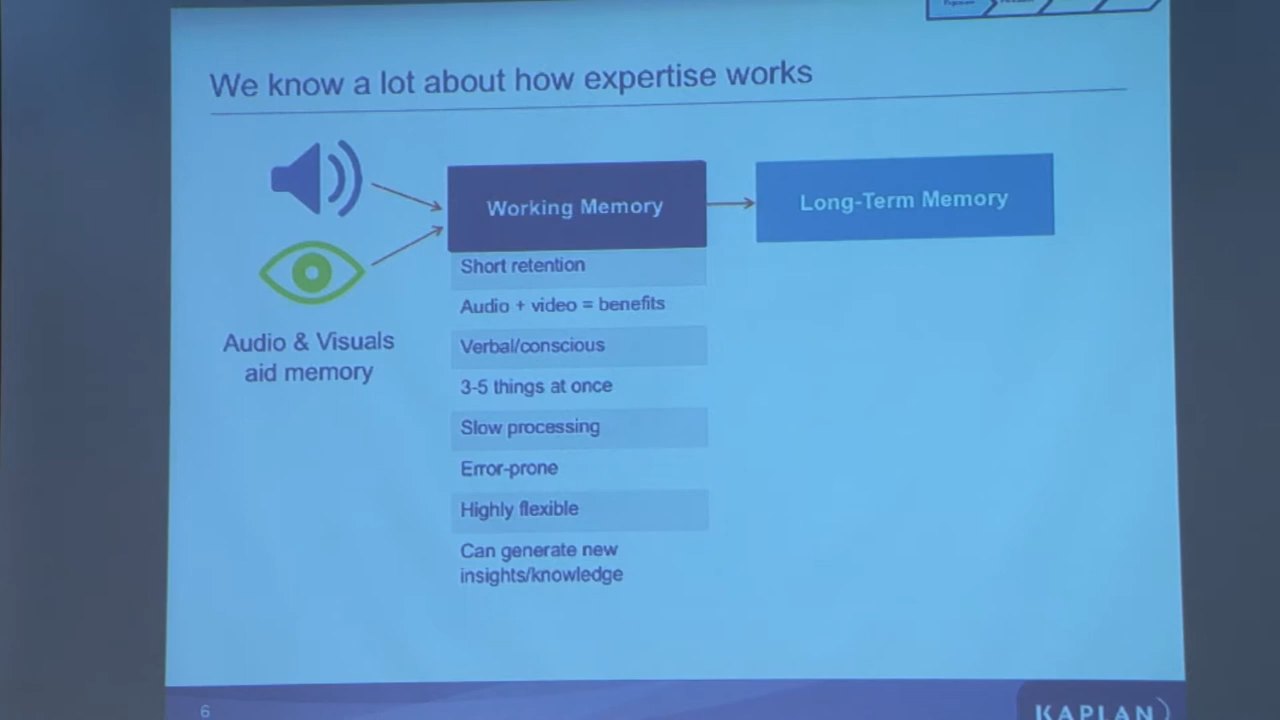 We know a lot about how expertise works
Working Memory
Long-Term Memory
Audio & Visuals
aid memory
Short retention
Audio + video = benefits
Verbal/conscious
3-5 things at once
Slow processing
Error-prone
Highly flexible
Can generate new
insights/knowledge
6
KAPLAN